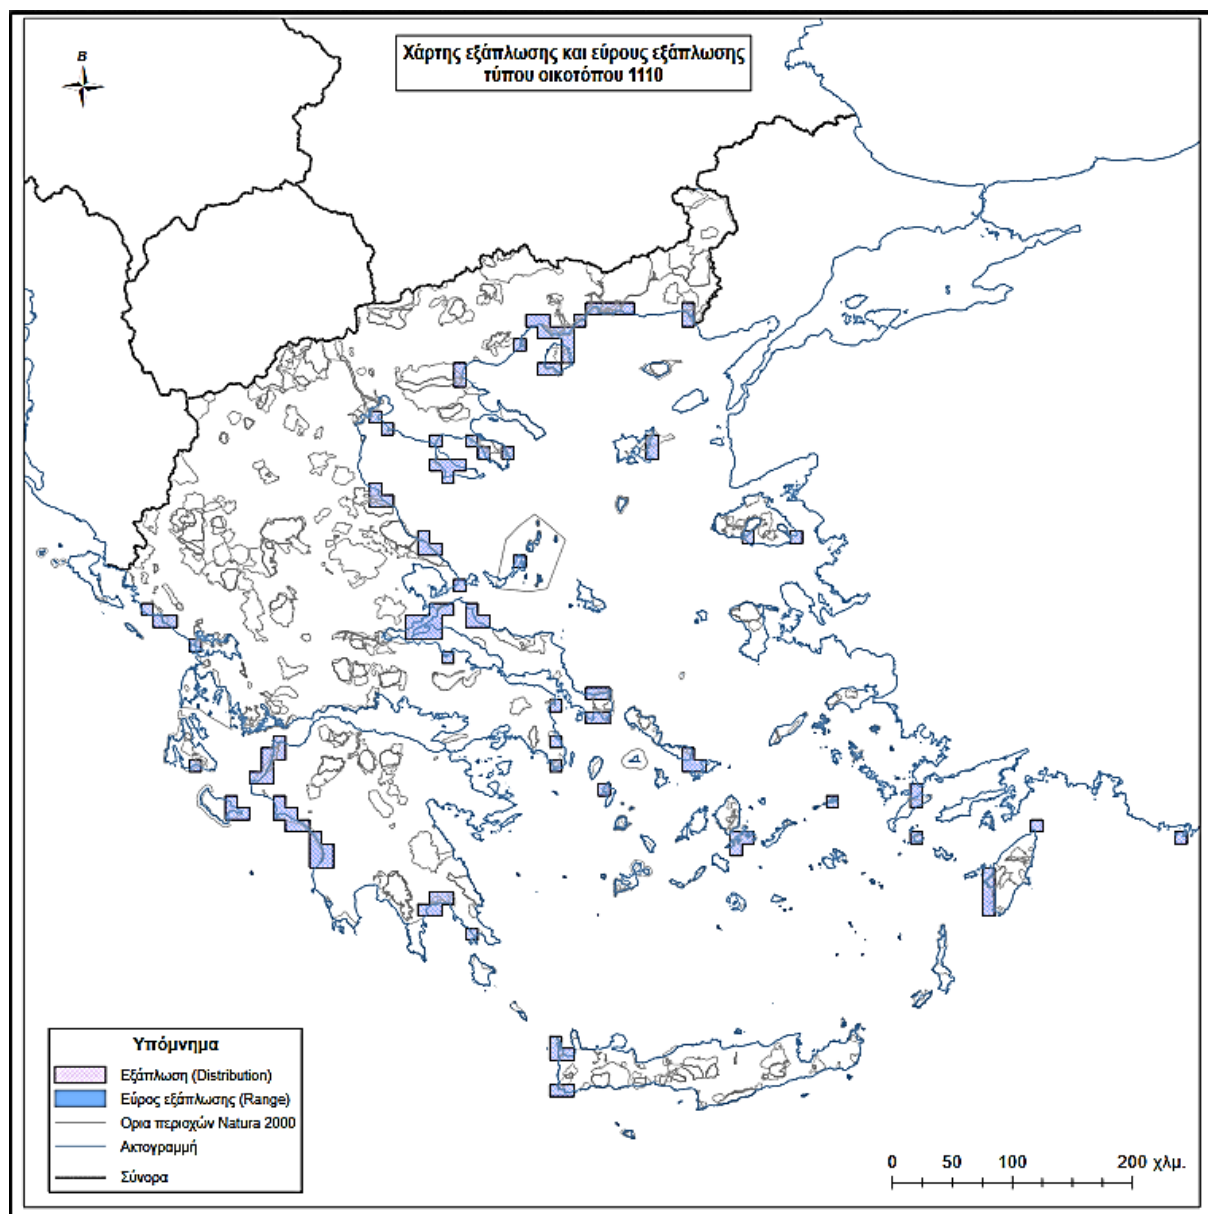 Χάρτης εξάπλωσης και εύρους εξάπλωσης
τύπου οικοτόπου 1110
Β
Υπόμνημα
Εξάπλωση (Distribution)
Εύρος εξάπλωσης (Range)
Ορια περιοχών Natura 2000
Ακτογραμμή
Σύνορα
0 50 100 200 χλμ.